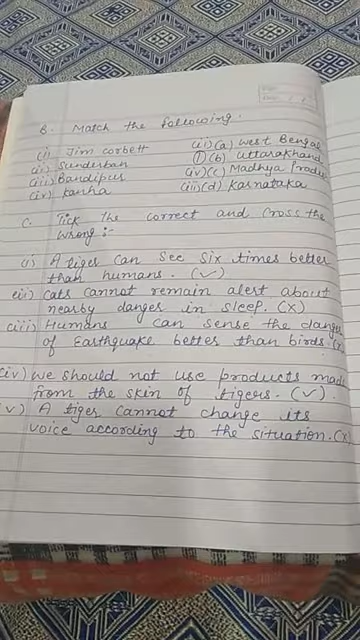 B. Match the following.
(i) Jim corbett (ii)(a) West Bengal
(ii) Sunderban (i)(b) Uttarakhand
(iii) Bandipur (iv)(c) Madhya
(iv) Kanha (iii)(d) Karnataka
C. Tick the correct and cross the
wrong :-
(i) A tiger can see six times better
than humans. (✓)
(ii) Cats cannot remain alert about
nearby danger in sleep. (X)
(iii) Humans can sense the
of Earthquake better than birds.
(iv) We should not use products made
from the skin of tigers. (✓).
(v) A tiger cannot change its
voice according to the situation. (X